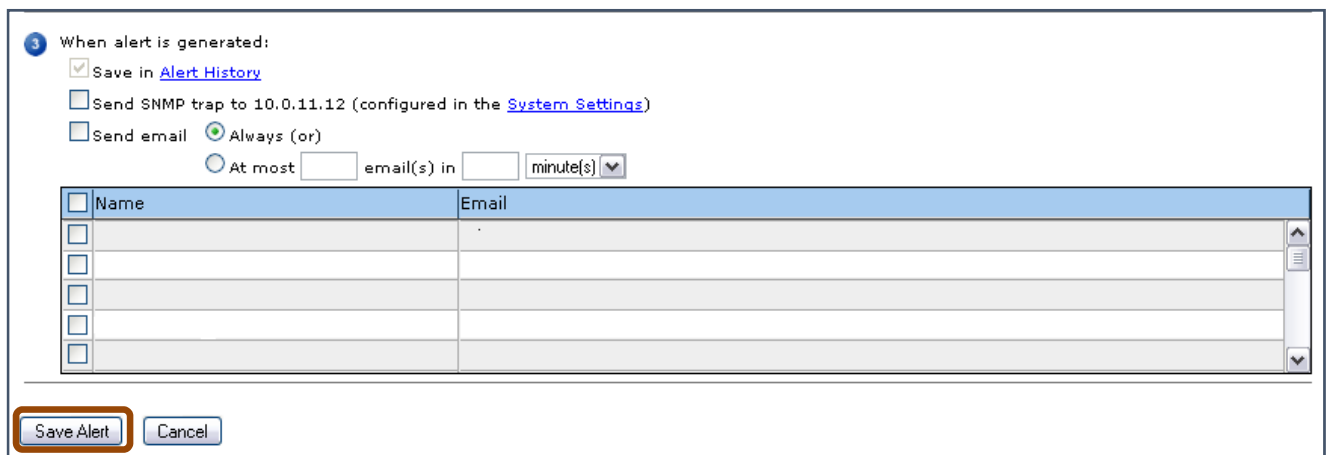 3 When alert is generated:
Save in Alert History
Send SNMP trap to 10.0.11.12 (configured in the System Settings)
Send email Always (or)
At most email(s) in minute(s)
Name Email
Save Alert Cancel